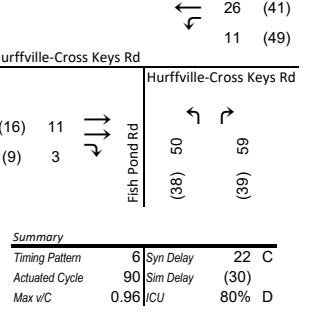 26 (41)
11 (49)
urffville-Cross Keys Rd
Hurffville-Cross Keys Rd
(16) 11
(9) 3
Fish Pond Rd
(38) 50
(39) 59
Summary
Timing Pattern 6 Syn Delay 22 C
Actuated Cycle 90 Sim Delay (30)
Max v/C 0.96 ICU 80% D